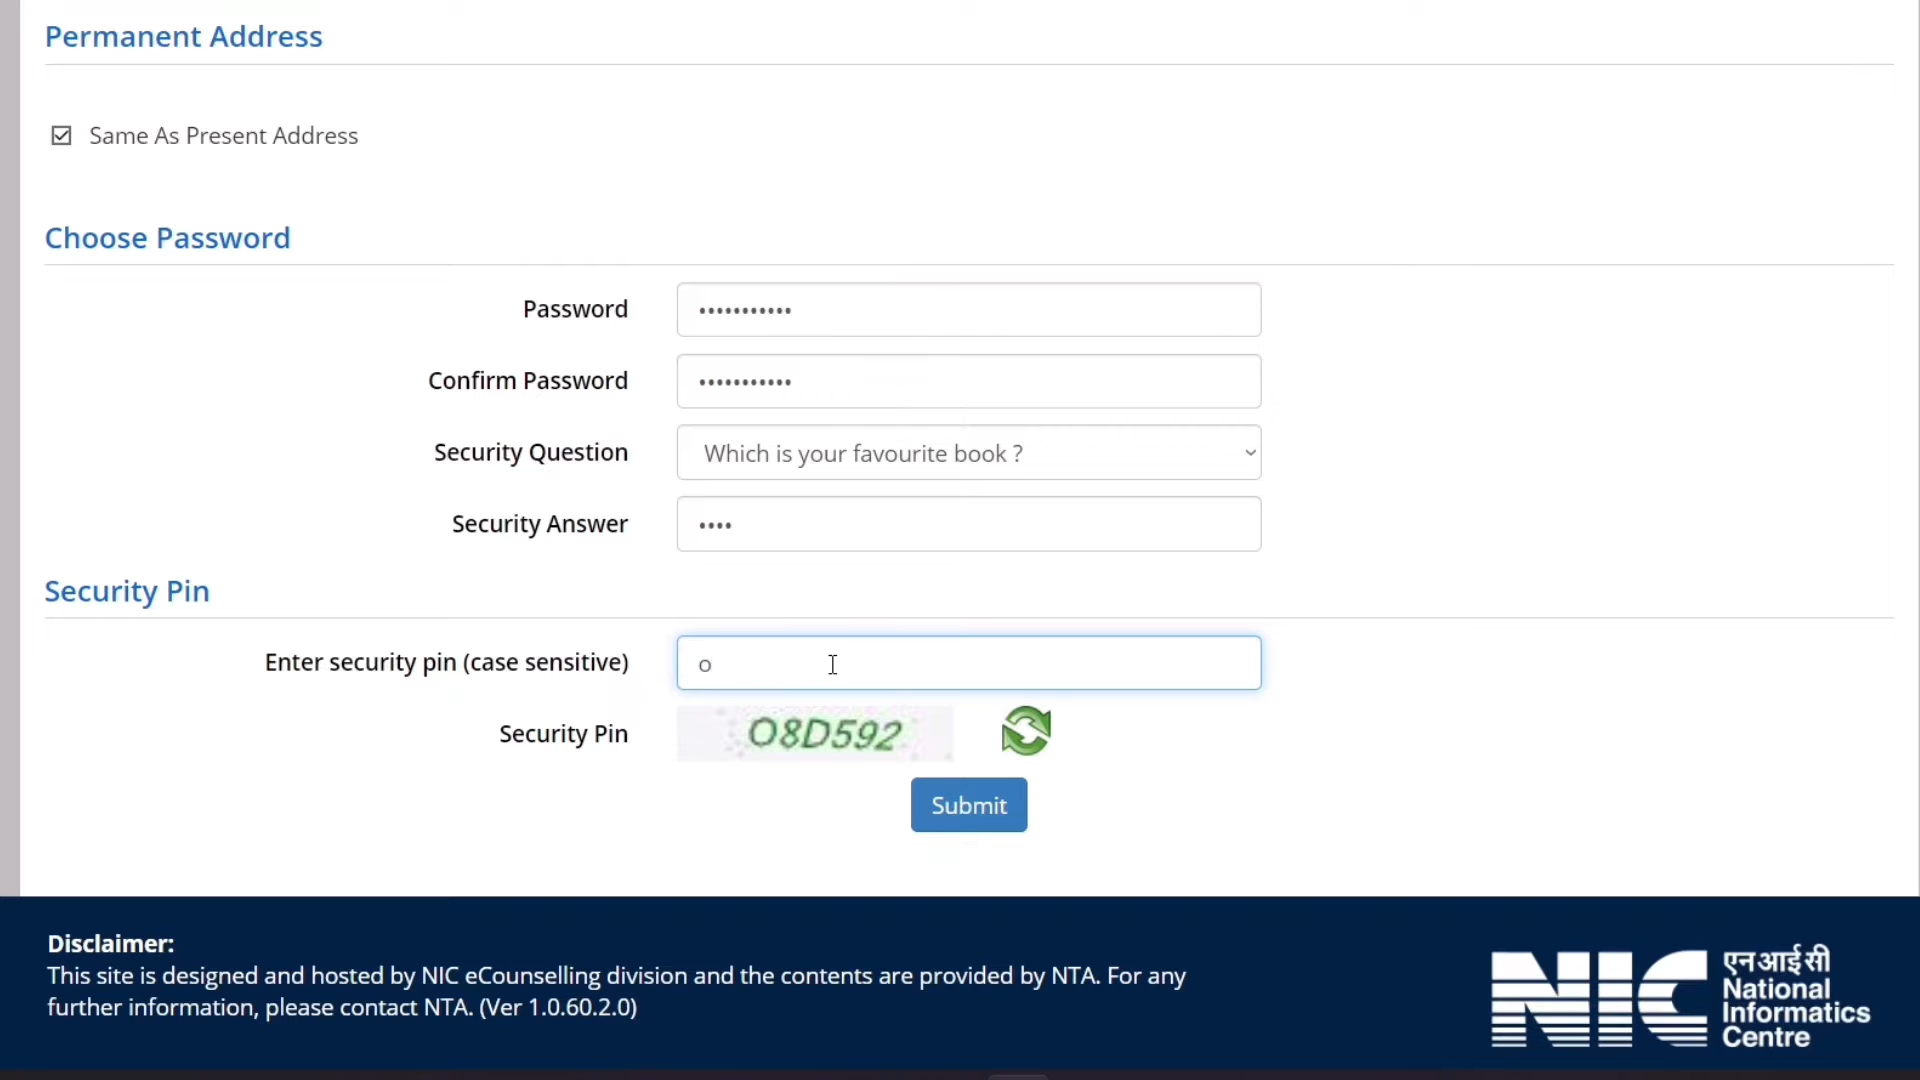 Permanent Address
Same As Present Address
Choose Password
Password
•••••••••••
Confirm Password
•••••••••••
Security Question
Which is your favourite book ?
Security Answer
••••
Security Pin
Enter security pin (case sensitive)
o
Security Pin
O8D592
Submit
Disclaimer:
This site is designed and hosted by NIC eCounselling division and the contents are provided by NTA. For any
further information, please contact NTA. (Ver 1.0.60.2.0)
NIC
एन आई सी
National
Informatics
Centre